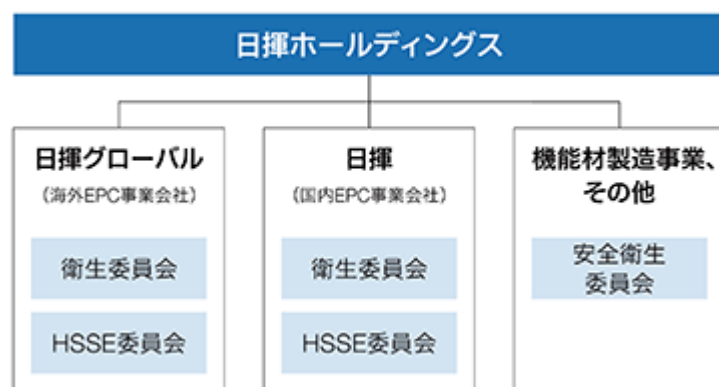 日揮ホールディングス
日揮グローバル
（海外EPC事業会社）
衛生委員会
HSSE委員会
日揮
（国内EPC事業会社）
衛生委員会
HSSE委員会
機能材製造事業、
その他
安全衛生
委員会